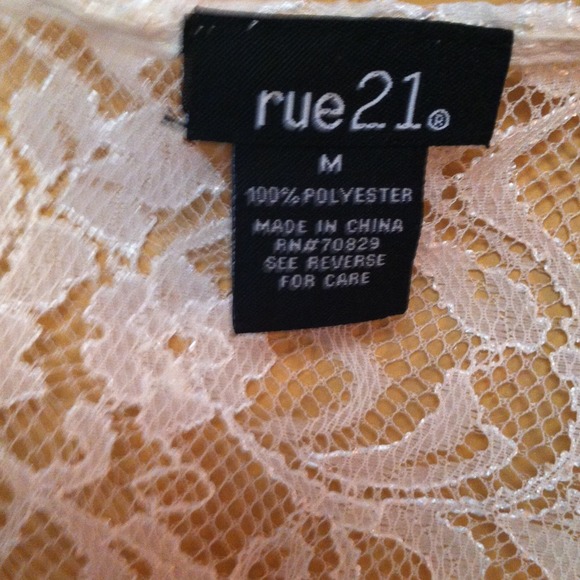 rue21®
M
100% POLYESTER
MADE IN CHINA
RN#70829
SEE REVERSE
FOR CARE